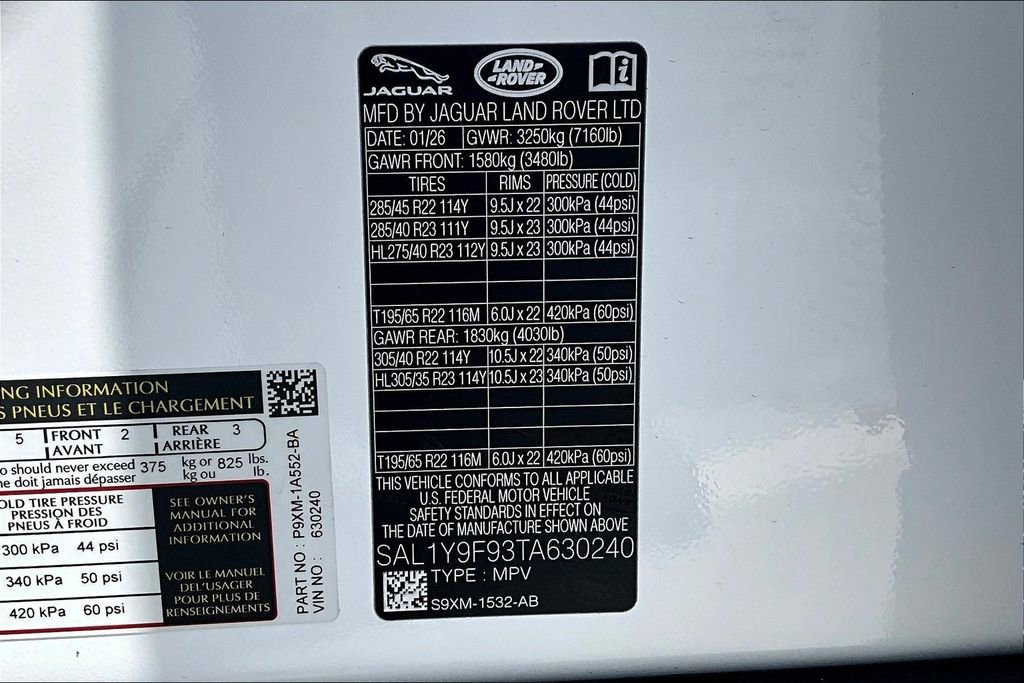 JAGUAR
LAND-
-ROVER
MFD BY JAGUAR LAND ROVER LTD
DATE: 01/26 GVWR: 3250kg (7160lb)
GAWR FRONT: 1580kg (3480lb)
TIRES RIMS PRESSURE (COLD)
285/45 R22 114Y 9.5J x 22 300kPa (44psi)
285/40 R23 111Y 9.5J x 23 300kPa (44psi)
HL275/40 R23 112Y 9.5J x 23 300kPa (44psi)
T195/65 R22 116M 6.0J x 22 420kPa (60psi)
GAWR REAR: 1830kg (4030lb)
305/40 R22 114Y 10.5J x 22 340kPa (50psi)
HL305/35 R23 114Y 10.5J x 23 340kPa (50psi)
T195/65 R22 116M 6.0J x 22 420kPa (60psi)
THIS VEHICLE CONFORMS TO ALL APPLICABLE
U.S. FEDERAL MOTOR VEHICLE
SAFETY STANDARDS IN EFFECT ON
THE DATE OF MANUFACTURE SHOWN ABOVE
SAL1Y9F93TA630240
TYPE : MPV
S9XM-1532-AB
NG INFORMATION
S PNEUS ET LE CHARGEMENT
5 FRONT 2 REAR 3
AVANT ARRIÈRE
o should never exceed 375 kg or 825 lbs.
ne doit jamais dépasser kg ou lb.
OLD TIRE PRESSURE
PRESSION DES
PNEUS À FROID
300 kPa 44 psi
340 kPa 50 psi
420 kPa 60 psi
SEE OWNER'S
MANUAL FOR
ADDITIONAL
INFORMATION
VOIR LE MANUEL
DEL'USAGER
POUR PLUS DE
RENSEIGNEMENTS
PART NO : P9XM-1A552-BA
VIN NO : 630240